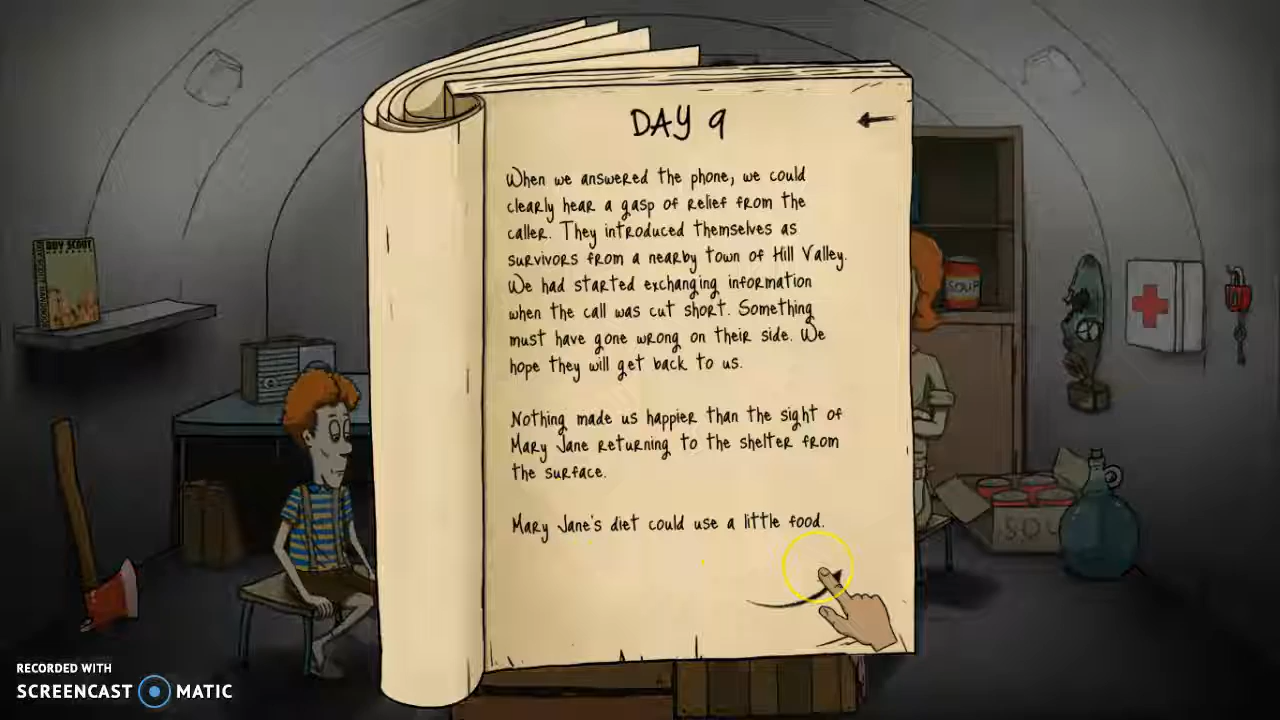 DAY 9
When we answered the phone, we could
clearly hear a gasp of relief from the
caller. They introduced themselves as
survivors from a nearby town of Hill Valley.
We had started exchanging information
when the call was cut short. Something
must have gone wrong on their side. We
hope they will get back to us.
Nothing made us happier than the sight of
Mary Jane returning to the shelter from
the surface.
Mary Jane's diet could use a little food.
BOY SCOUT
SOUP
RECORDED WITH
SCREENCAST MATIC